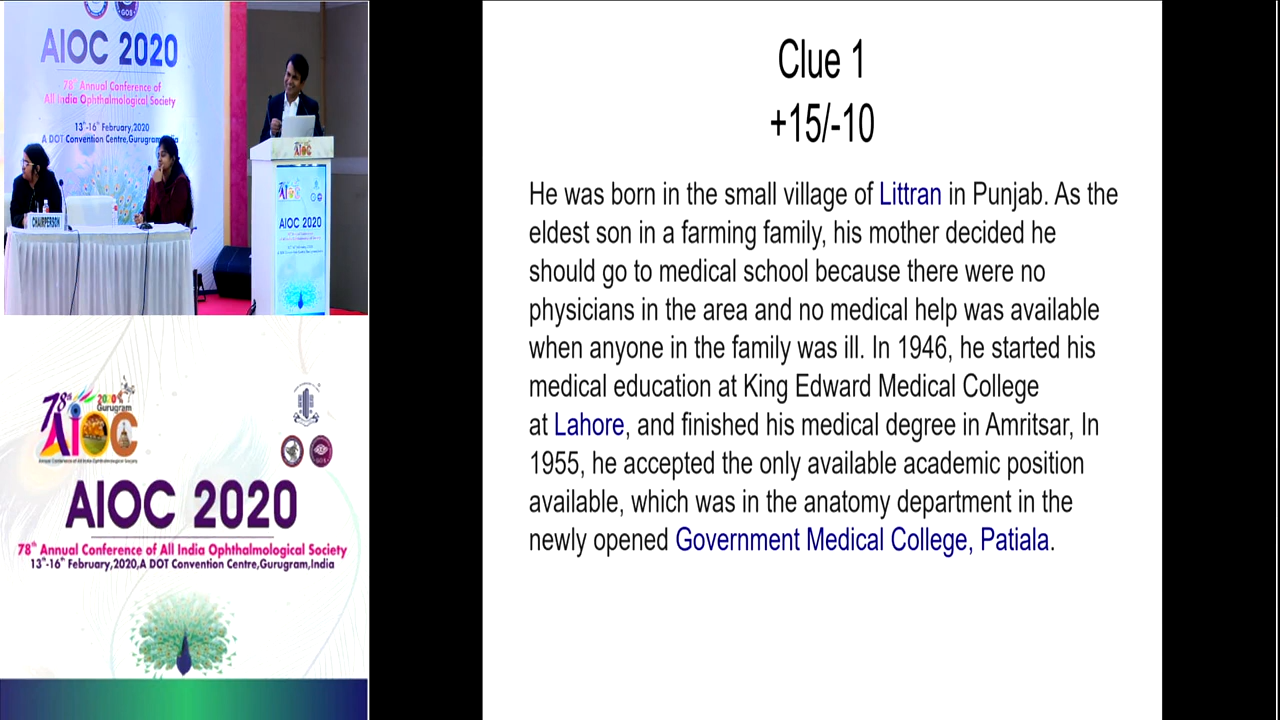 AIOC 2020
78th Annual Conference of
All India Ophthalmological Society
13th-16th February,2020
A DOT Convention Centre,Gurugram,India
CHAIRPERSON
AIOC
AIOC 2020
78th
2020
Gurugram
AIOC
AIOC 2020
78th Annual Conference of All India Ophthalmological Society
13th-16th February,2020,A DOT Convention Centre,Gurugram,India
Clue 1
+15/-10
He was born in the small village of Littran in Punjab. As the
eldest son in a farming family, his mother decided he
should go to medical school because there were no
physicians in the area and no medical help was available
when anyone in the family was ill. In 1946, he started his
medical education at King Edward Medical College
at Lahore, and finished his medical degree in Amritsar, In
1955, he accepted the only available academic position
available, which was in the anatomy department in the
newly opened Government Medical College, Patiala.